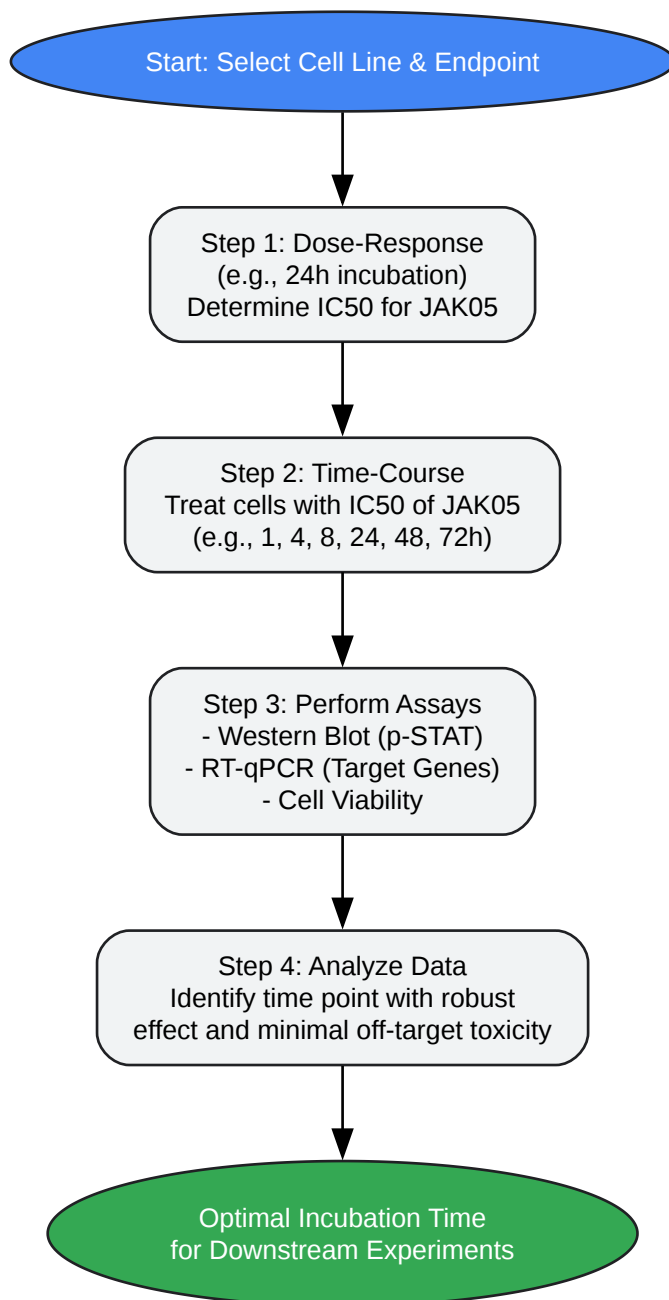 Start: Select Cell Line & Endpoint
Step 1: Dose-Response
(e.g., 24h incubation)
Determine IC50 for JAK05
Step 2: Time-Course
Treat cells with IC50 of JAK05
(e.g., 1, 4, 8, 24, 48, 72h)
Step 3: Perform Assays
- Western Blot (p-STAT)
- RT-qPCR (Target Genes)
- Cell Viability
Step 4: Analyze Data
Identify time point with robust
effect and minimal off-target toxicity
Optimal Incubation Time
for Downstream Experiments